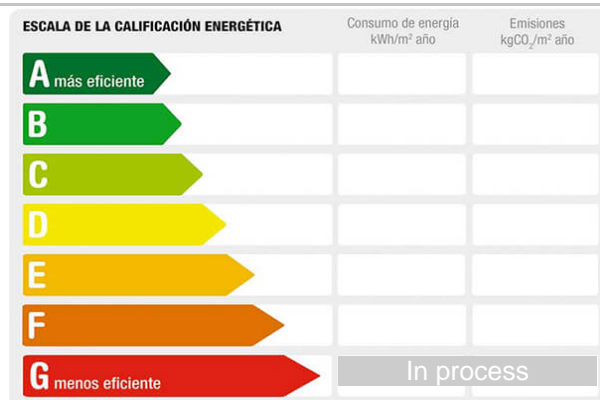 ESCALA DE LA CALIFICACIÓN ENERGÉTICA
Consumo de energía
kWh/m² año
Emisiones
kgCO₂/m² año
A más eficiente
B
C
D
E
F
G menos eficiente
In process